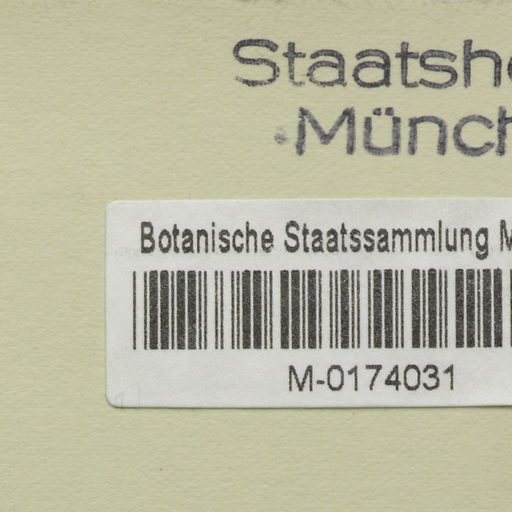 Staatsh
Münch
Botanische Staatssammlung M
M-0174031